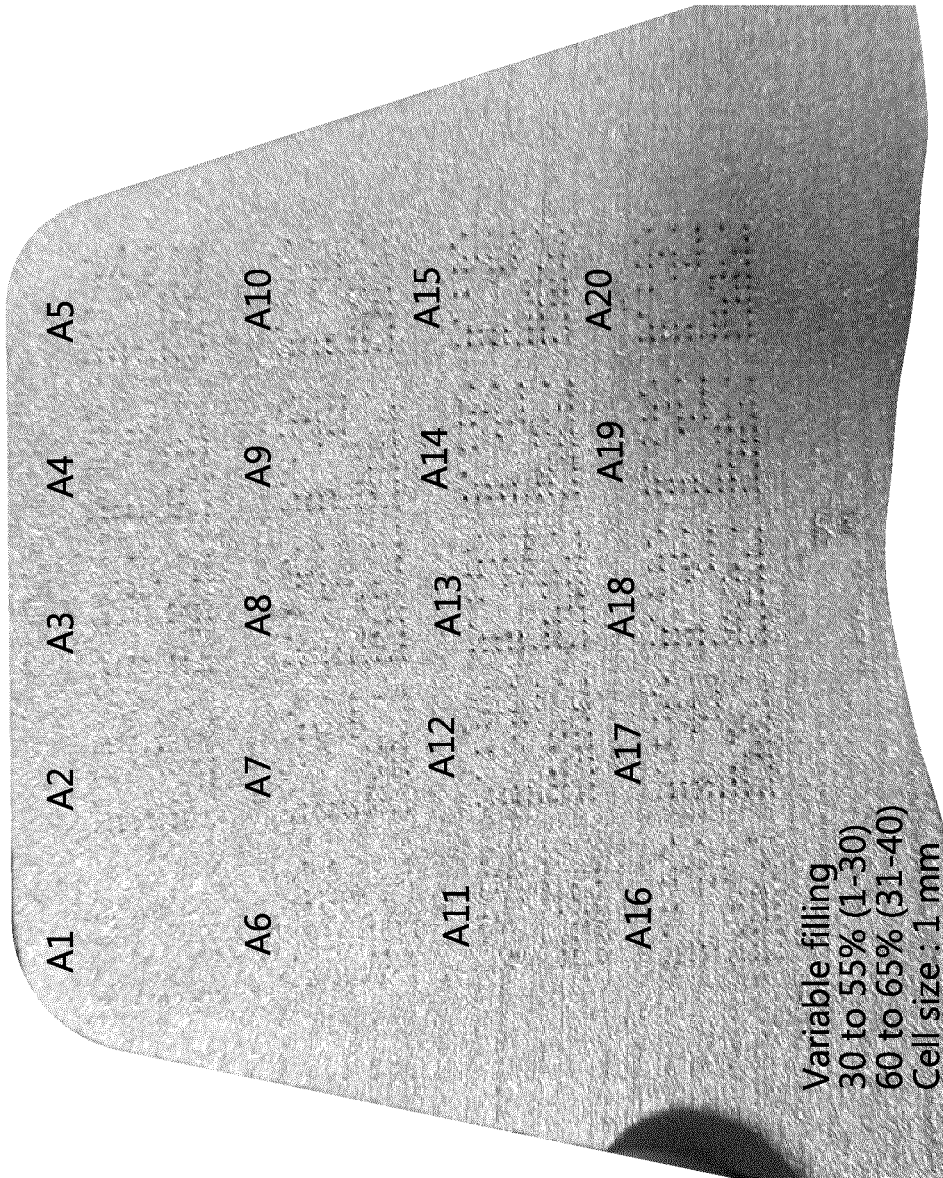 A1 A2 A3 A4 A5
A6 A7 A8 A9 A10
A11 A12 A13 A14 A15
A16 A17 A18 A19 A20
Variable filling
30 to 55% (1-30)
60 to 65% (31-40)
Cell size : 1 mm